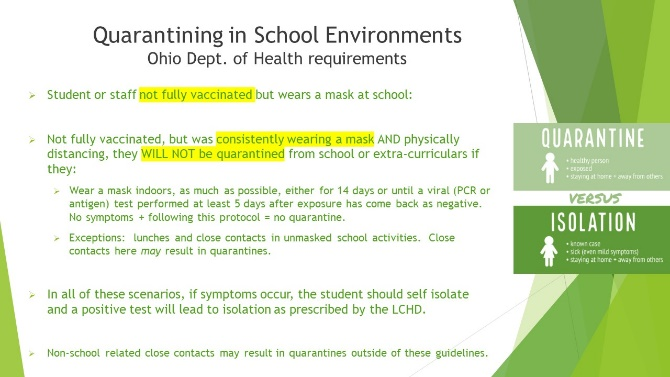 Quarantining in School Environments
Ohio Dept. of Health requirements
Student or staff not fully vaccinated but wears a mask at school:
Not fully vaccinated, but was consistently wearing a mask AND physically
distancing, they WILL NOT be quarantined from school or extra-curriculars if
they:
Wear a mask indoors, as much as possible, either for 14 days or until a viral (PCR or
antigen) test performed at least 5 days after exposure has come back as negative.
No symptoms + following this protocol = no quarantine.
Exceptions: lunches and close contacts in unmasked school activities. Close
contacts here may result in quarantines.
In all of these scenarios, if symptoms occur, the student should self isolate
and a positive test will lead to isolation as prescribed by the LCHD.
Non-school related close contacts may result in quarantines outside of these guidelines.
QUARANTINE
• healthy person
• exposed
• staying at home + away from others
VERSUS
ISOLATION
• known case
• sick (even mild symptoms)
• staying at home + away from others